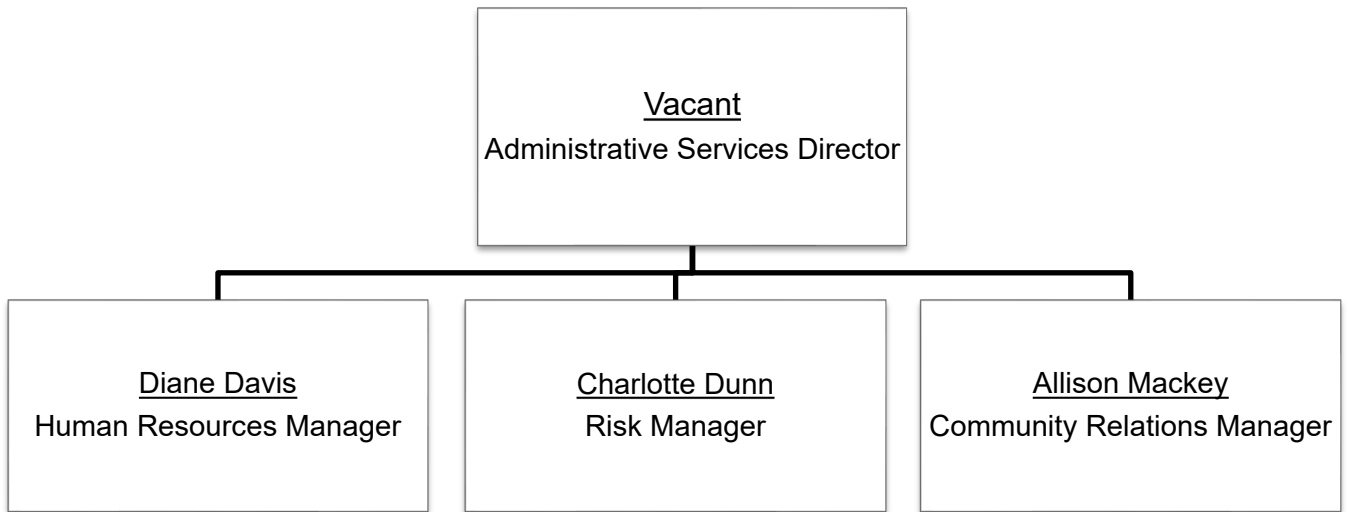 Vacant
Administrative Services Director
Diane Davis
Human Resources Manager
Charlotte Dunn
Risk Manager
Allison Mackey
Community Relations Manager